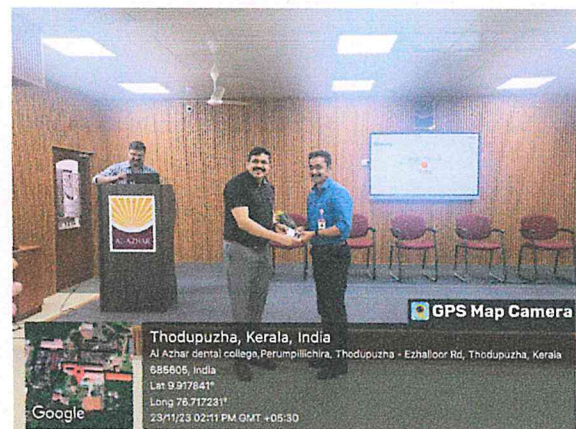 AL-AZHAR
GPS Map Camera
Thodupuzha, Kerala, India
Al Azhar dental college,Perumpillichira, Thodupuzha - Ezhalloor Rd, Thodupuzha, Kerala
685605, India
Lat 9.917841°
Long 76.717231°
23/11/23 02:11 PM GMT +05:30
Google